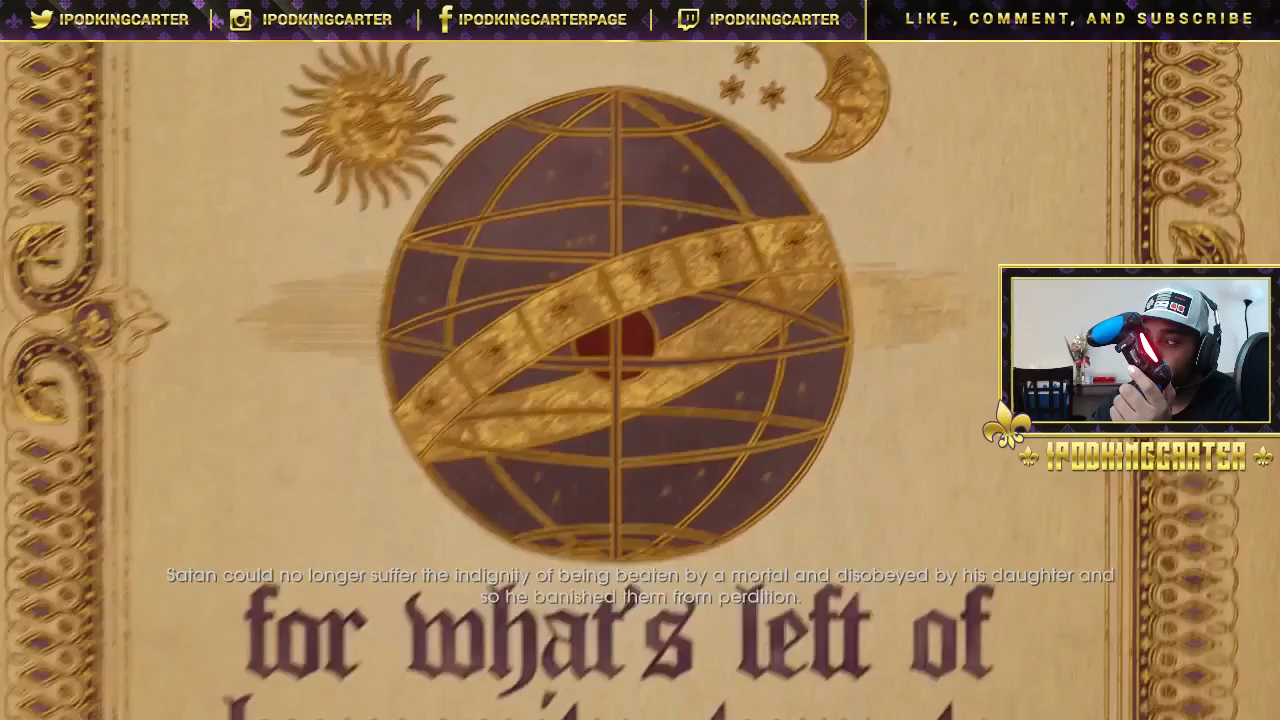 IPODKINGCARTER
IPODKINGCARTER
IPODKINGCARTERPAGE
IPODKINGCARTER
LIKE, COMMENT, AND SUBSCRIBE
IPODKINGCARTER
Satan could no longer suffer the indignity of being beaten by a mortal and disobeyed by his daughter and
so he banished them from perdition.
for what's left of